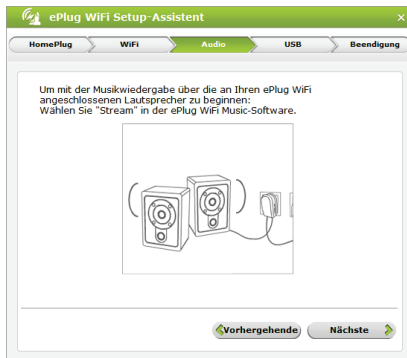 ePlug WiFi Setup-Assistent
HomePlug WiFi Audio USB Beendigung
Um mit der Musikwiedergabe über die an Ihren ePlug WiFi
angeschlossenen Lautsprecher zu beginnen:
Wählen Sie "Stream" in der ePlug WiFi Music-Software.
Vorhergehende Nächste